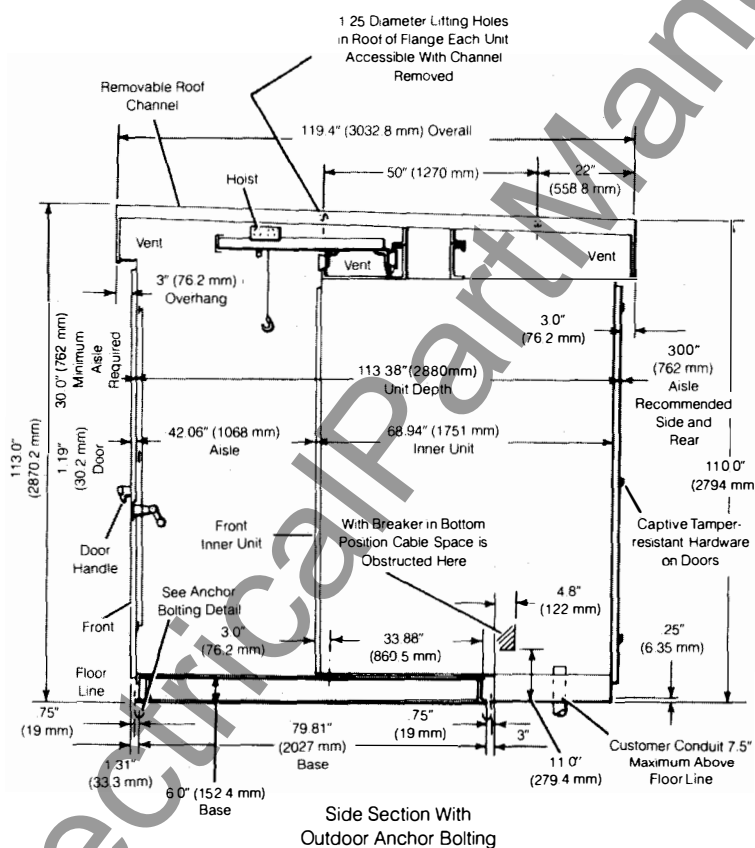 1 25 Diameter Lifting Holes
in Roof of Flange Each Unit
Accessible With Channel
Removed
Removable Roof
Channel
119.4" (3032.8 mm) Overall
50" (1270 mm)
22"
(558.8 mm)
Hoist
Vent
Vent
Vent
3" (76.2 mm)
Overhang
3.0"
(76.2 mm)
30.0" (762 mm)
Minimum
Aisle
Required
300"
(762 mm)
Aisle
Recommended
Side and
Rear
113 38" (2880mm)
Unit Depth
42.06" (1068 mm)
Aisle
68.94" (1751 mm)
Inner Unit
113.0"
(2870.2 mm)
1.19"
(30.2 mm)
Door
110 0"
(2794 mm
Door
Handle
Front
Inner Unit
With Breaker in Bottom
Position Cable Space is
Obstructed Here
Captive Tamper-
resistant Hardware
on Doors
See Anchor
Bolting Detail
4.8"
(122 mm)
Front
3.0"
(76.2 mm)
33.88"
(860 5 mm)
.25"
(6.35 mm)
Floor
Line
.75"
(19 mm)
79.81"
(2027 mm)
Base
.75"
(19 mm)
3"
1.31"
(33.3 mm)
6 0" (152 4 mm)
Base
11 0"
(279 4 mm)
Customer Conduit 7.5"
Maximum Above
Floor Line
Side Section With
Outdoor Anchor Bolting
ectricalPartMan